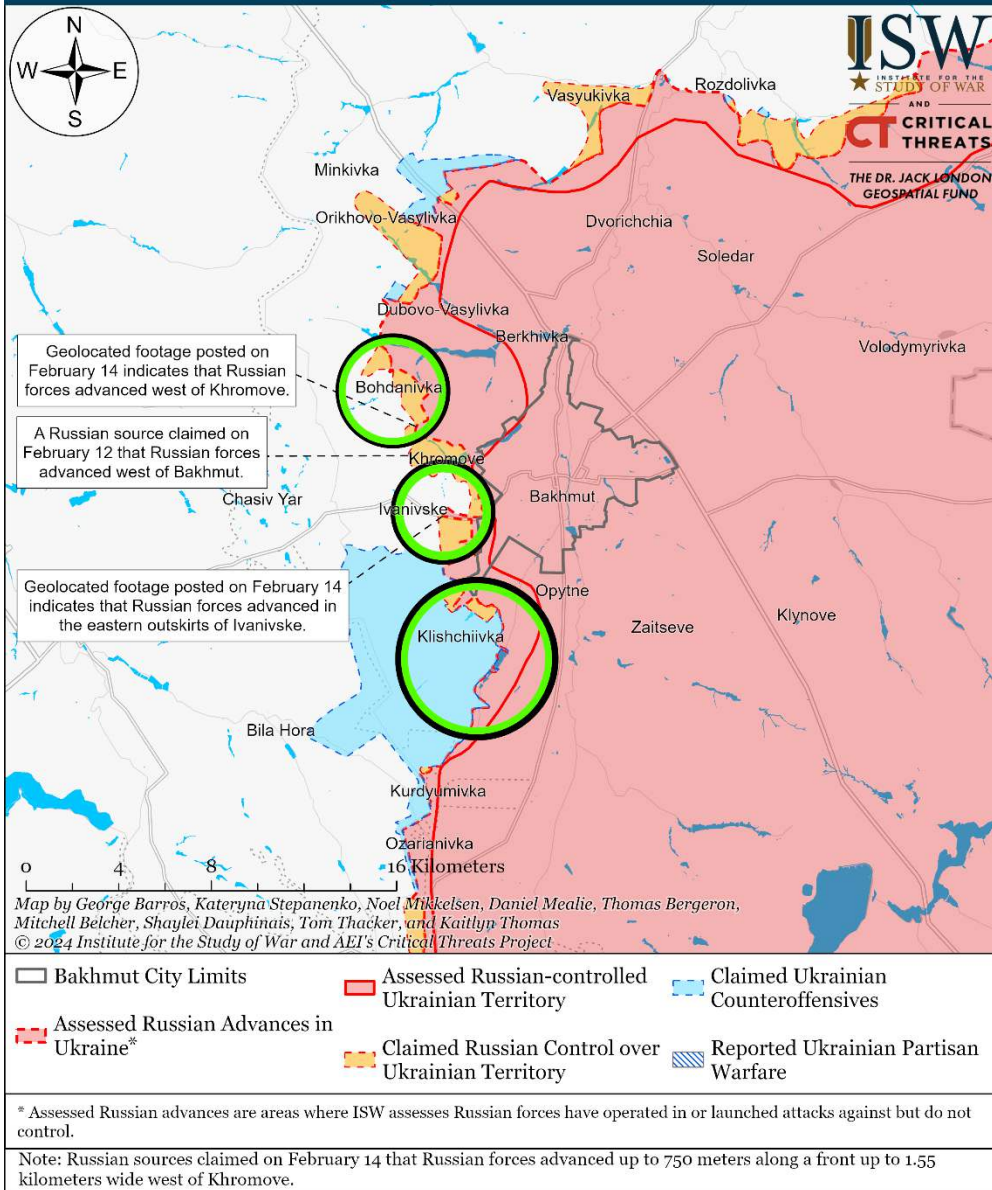 N
W E
S
ISW
INSTITUTE FOR THE
STUDY OF WAR
AND
CT CRITICAL
THREATS
THE DR. JACK LONDON
GEOSPATIAL FUND
Vasyukivka
Rozdolivka
Minkivka
Orikhovo-Vasylivka
Dvorichchia
Soledar
Dubovo-Vasylivka
Berkhivka
Volodymyrivka
Geolocated footage posted on
February 14 indicates that Russian
forces advanced west of Khromove.
Bohdanivka
A Russian source claimed on
February 12 that Russian forces
advanced west of Bakhmut.
Khromove
Chasiv Yar
Ivanivske
Bakhmut
Geolocated footage posted on February 14
indicates that Russian forces advanced in
the eastern outskirts of Ivanivske.
Opytne
Klishchiivka
Zaitseve
Klynove
Bila Hora
Kurdyumivka
Ozarianivka
0 4 8 16 Kilometers
Map by George Barros, Kateryna Stepanenko, Noel Mikkelsen, Daniel Mealie, Thomas Bergeron,
Mitchell Belcher, Shaylei Dauphinais, Tom Thacker, and Kaitlyn Thomas
© 2024 Institute for the Study of War and AEI's Critical Threats Project
Bakhmut City Limits
Assessed Russian Advances in
Ukraine*
Assessed Russian-controlled
Ukrainian Territory
Claimed Russian Control over
Ukrainian Territory
Claimed Ukrainian
Counteroffensives
Reported Ukrainian Partisan
Warfare
* Assessed Russian advances are areas where ISW assesses Russian forces have operated in or launched attacks against but do not
control.
Note: Russian sources claimed on February 14 that Russian forces advanced up to 750 meters along a front up to 1.55
kilometers wide west of Khromove.